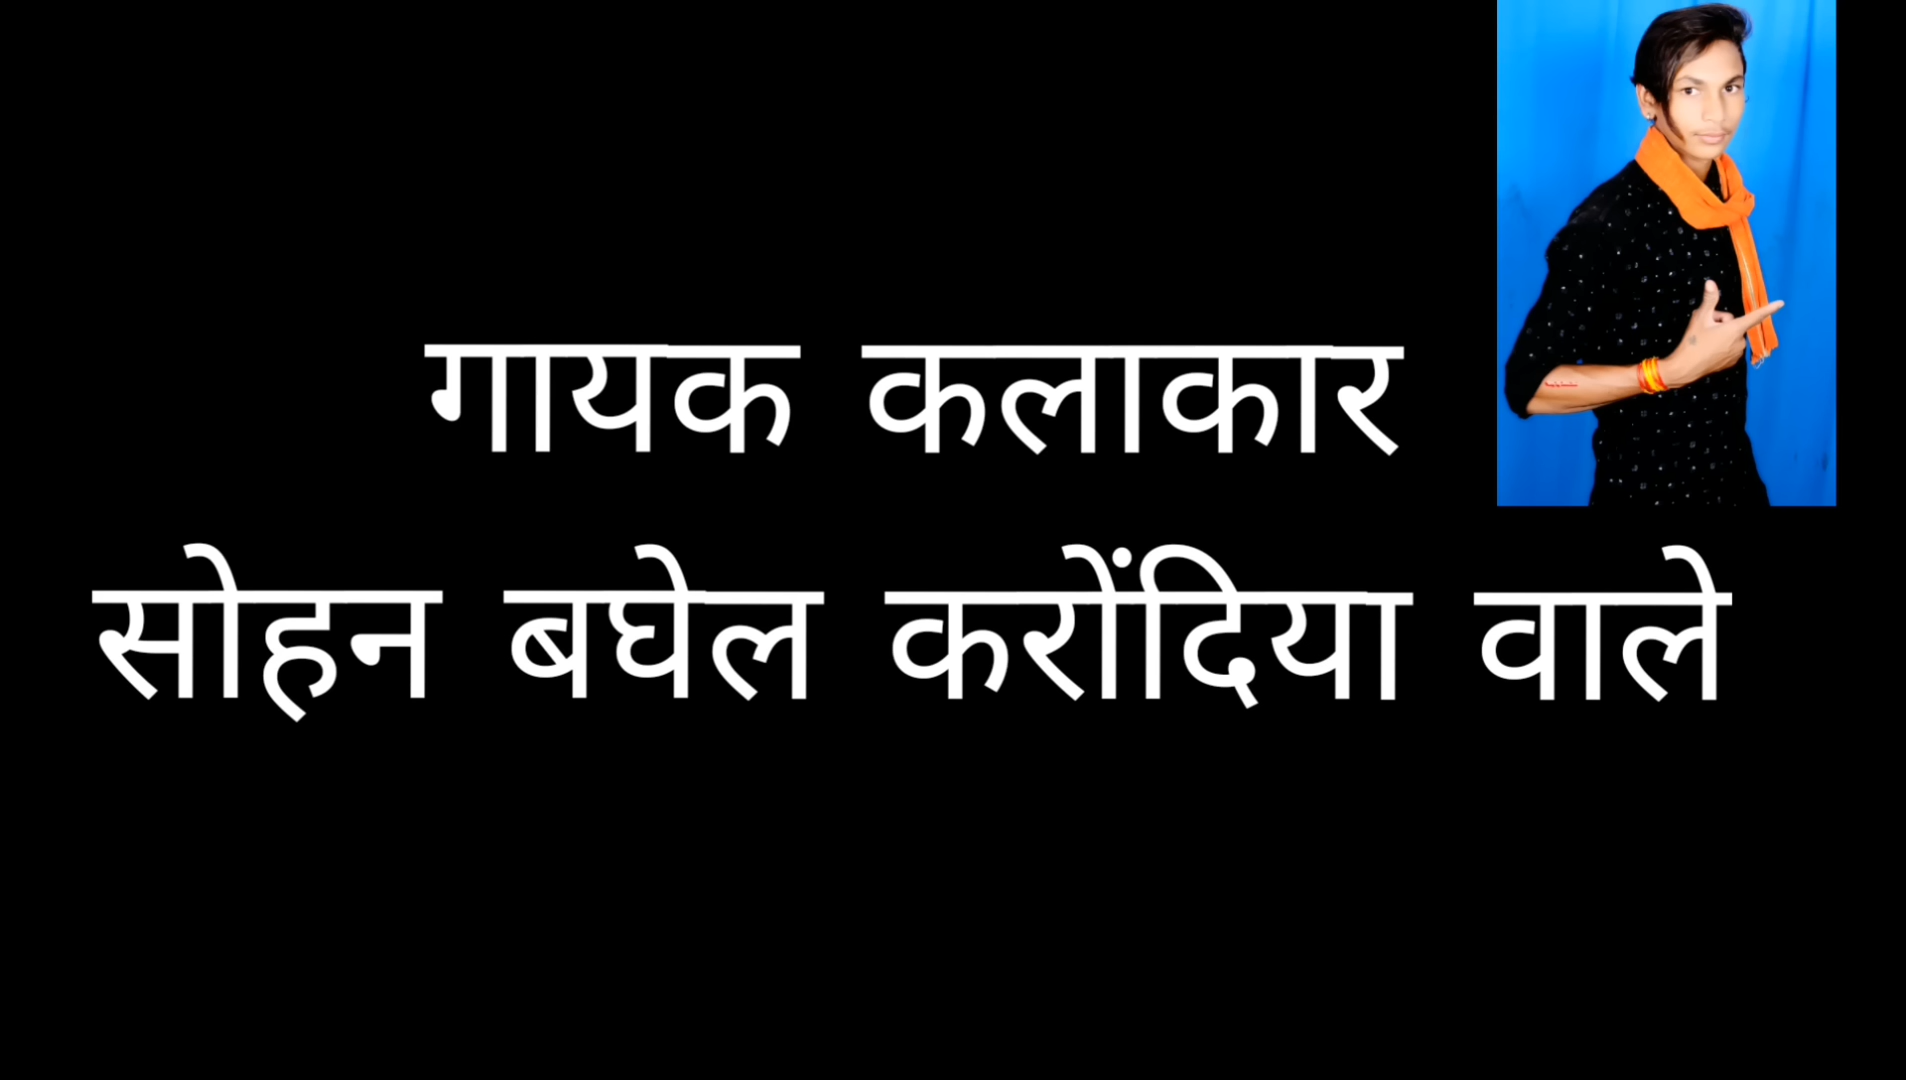 गायक कलाकार
सोहन बघेल करोंदिया वाले